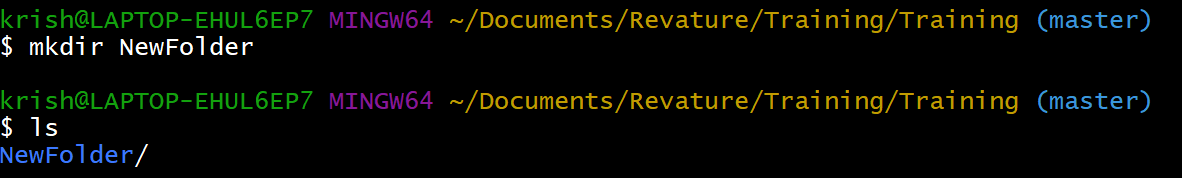 krish@LAPTOP-EHUL6EP7 MINGW64 ~/Documents/Revature/Training/Training (master)
$ mkdir NewFolder
krish@LAPTOP-EHUL6EP7 MINGW64 ~/Documents/Revature/Training/Training (master)
$ ls
NewFolder/